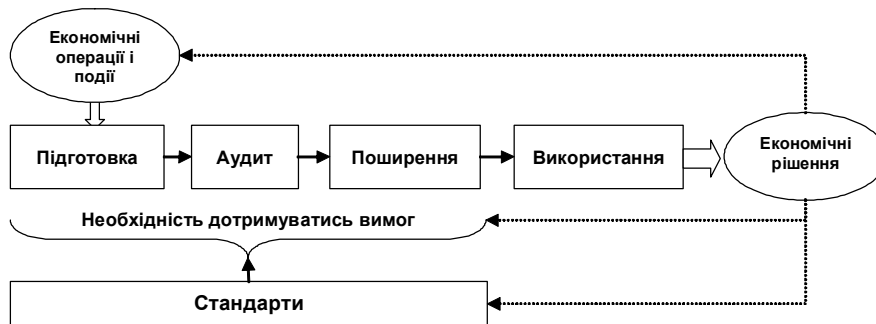 Економічні
операції і
події
Підготовка
Аудит
Поширення
Використання
Економічні
рішення
Необхідність дотримуватись вимог
Стандарти